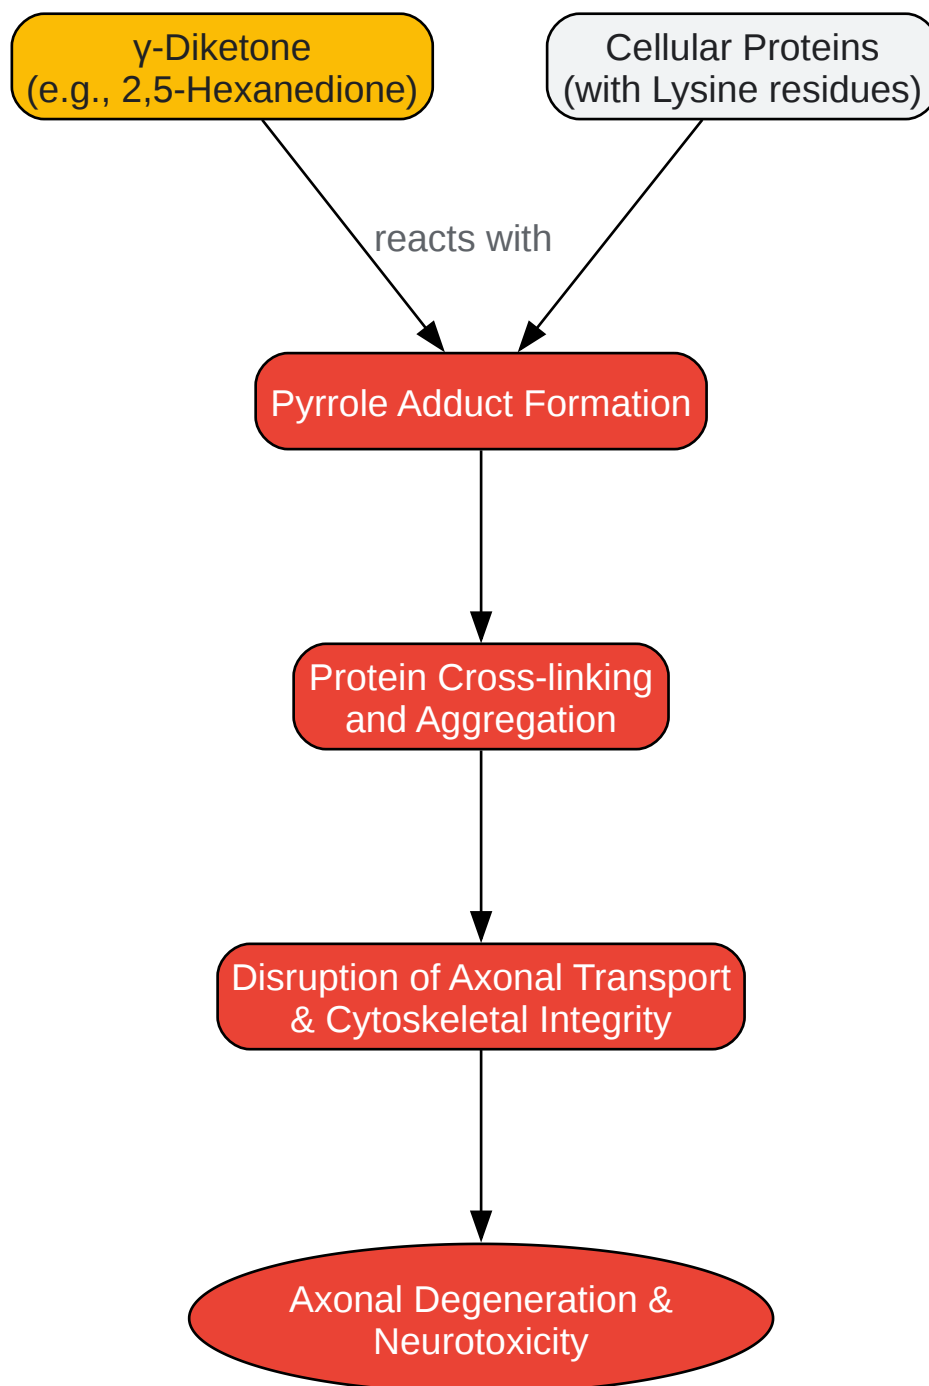 γ-Diketone
(e.g., 2,5-Hexanedione)
Cellular Proteins
(with Lysine residues)
reacts with
Pyrrole Adduct Formation
Protein Cross-linking
and Aggregation
Disruption of Axonal Transport
& Cytoskeletal Integrity
Axonal Degeneration &
Neurotoxicity